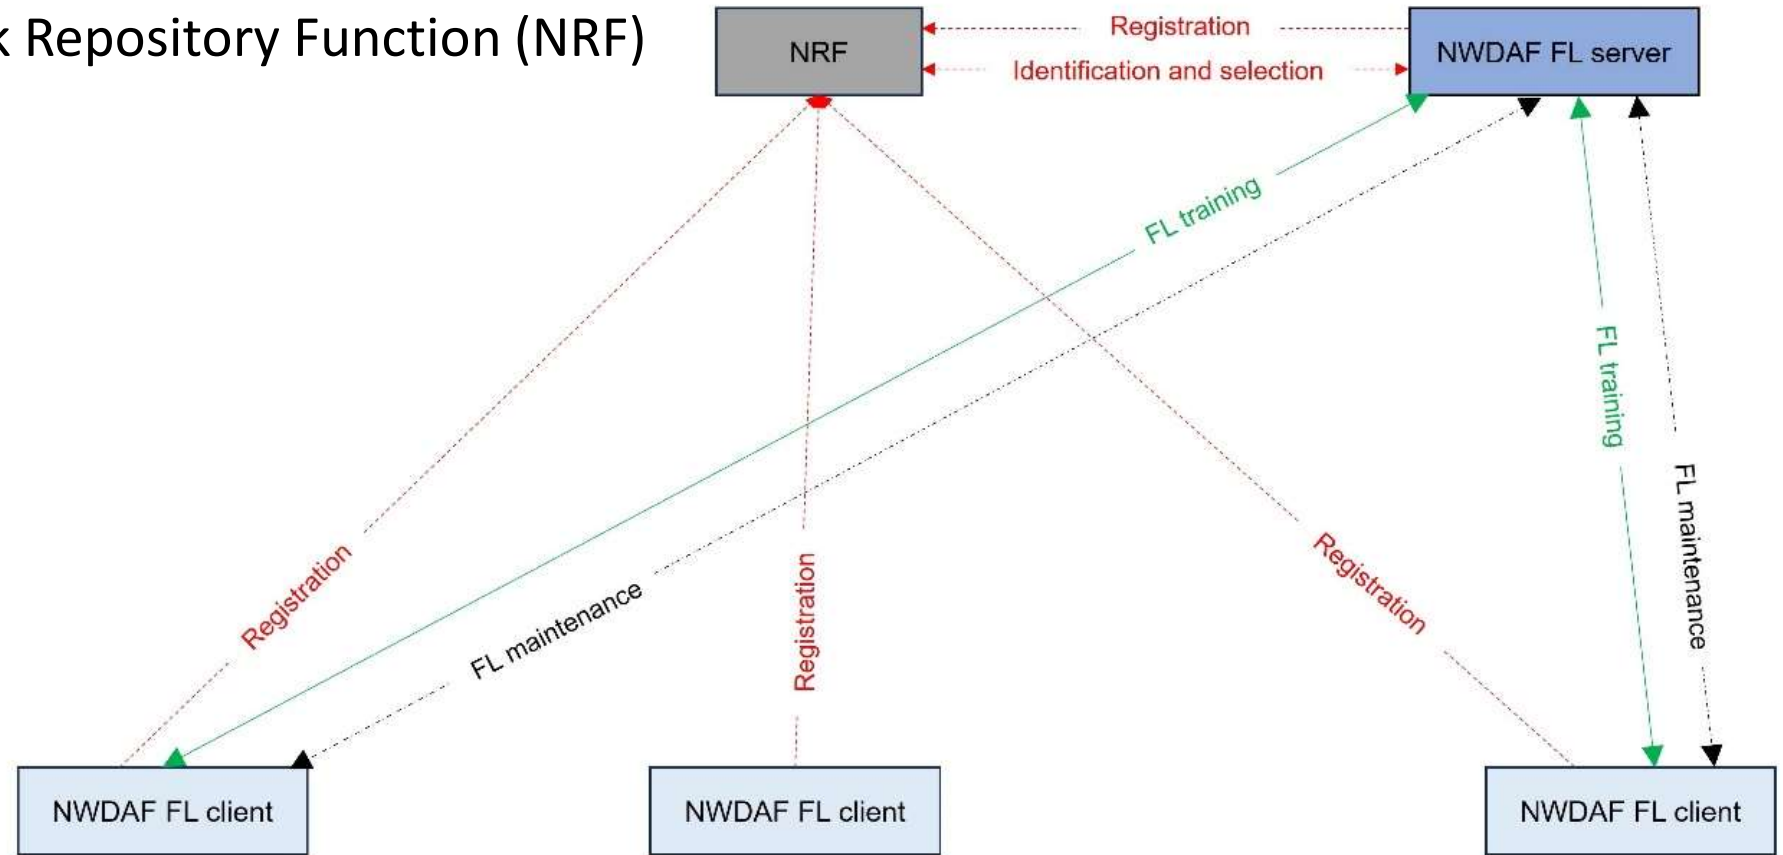 k Repository Function (NRF)
NRF
Registration
Identification and selection
NWDAF FL server
FL training
FL training
FL maintenance
Registration
FL maintenance
Registration
Registration
NWDAF FL client
NWDAF FL client
NWDAF FL client